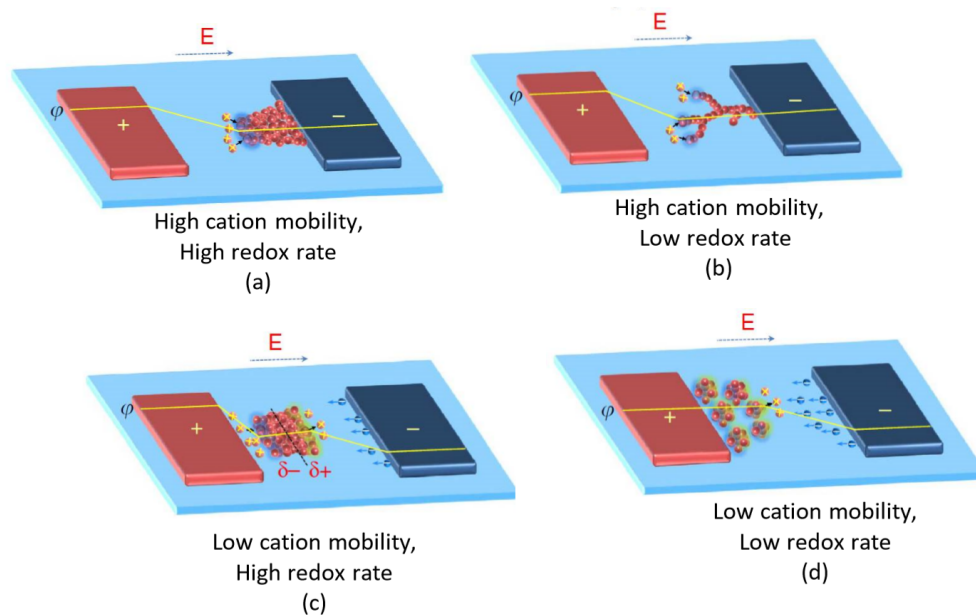 E
E
φ
+
−
φ
+
−
High cation mobility,
High redox rate
(a)
High cation mobility,
Low redox rate
(b)
E
E
φ
+
−
δ− δ+
φ
+
−
Low cation mobility,
High redox rate
(c)
Low cation mobility,
Low redox rate
(d)